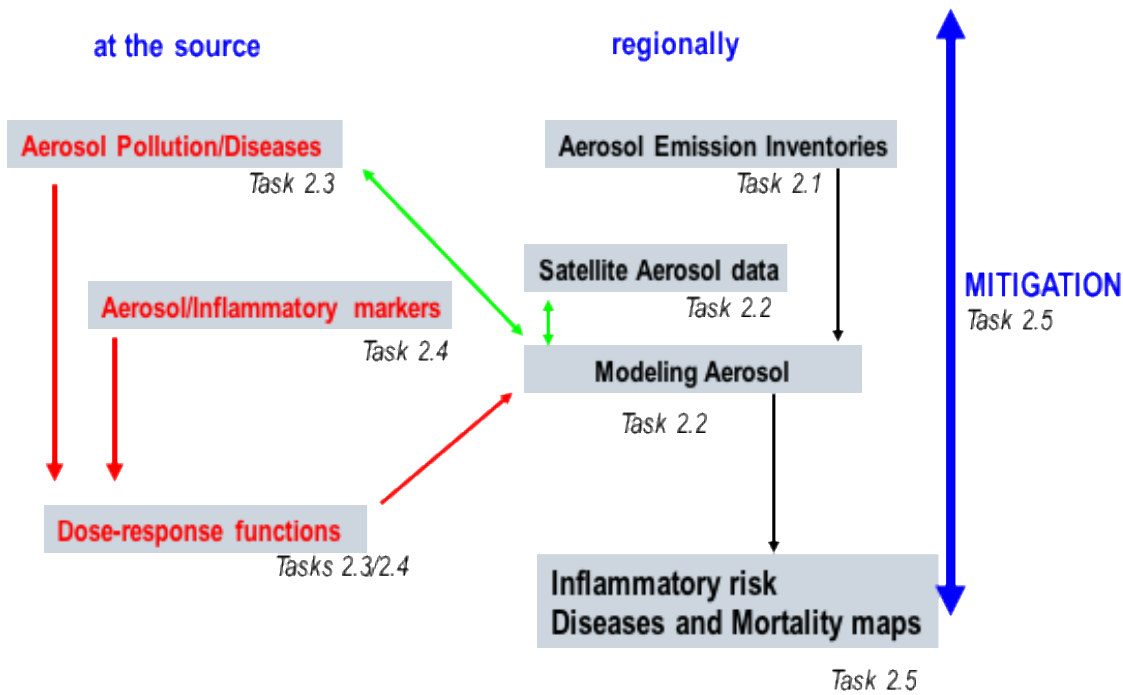 at the source
regionally
Aerosol Pollution/Diseases
Task 2.3
Aerosol Emission Inventories
Task 2.1
Satellite Aerosol data
Task 2.2
MITIGATION
Task 2.5
Aerosol/Inflammatory markers
Task 2.4
Modeling Aerosol
Task 2.2
Dose-response functions
Tasks 2.3/2.4
Inflammatory risk
Diseases and Mortality maps
Task 2.5